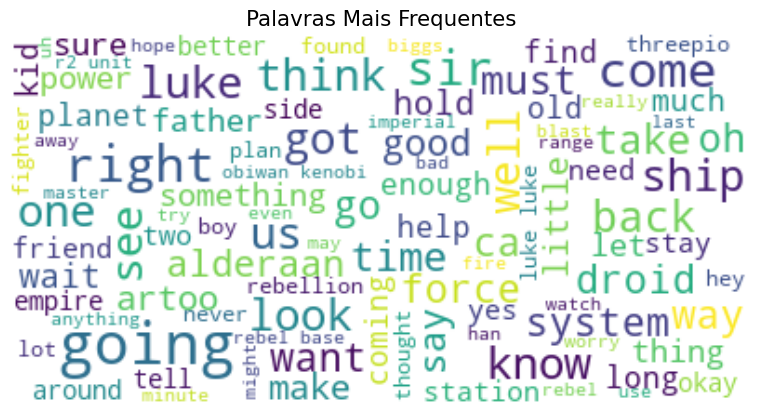 Palavras Mais Frequentes
kid
un
sure
hope
better
found
biggs
find
threepio
r2 unit
power
luke
think
sir
must
come
planet
father
side
hold
old
really
much
fighter
away
plan
got
imperial
good
well
blast
range
take
last
oh
right
obiwan kenobi
bad
enough
need
ship
master
something
go
luke luke
little
one
see
try
two
even
boy
us
may
help
ca
back
friend
alderaan
time
let
stay
wait
artoo
rebellion
force
fire
droid
hey
empire
anything
never
look
coming
yes
watch
system
way
lot
going
rebel base
want
thought
say
han
know
worry
thing
around
tell
minute
might
make
station
rebel
long
use
okay